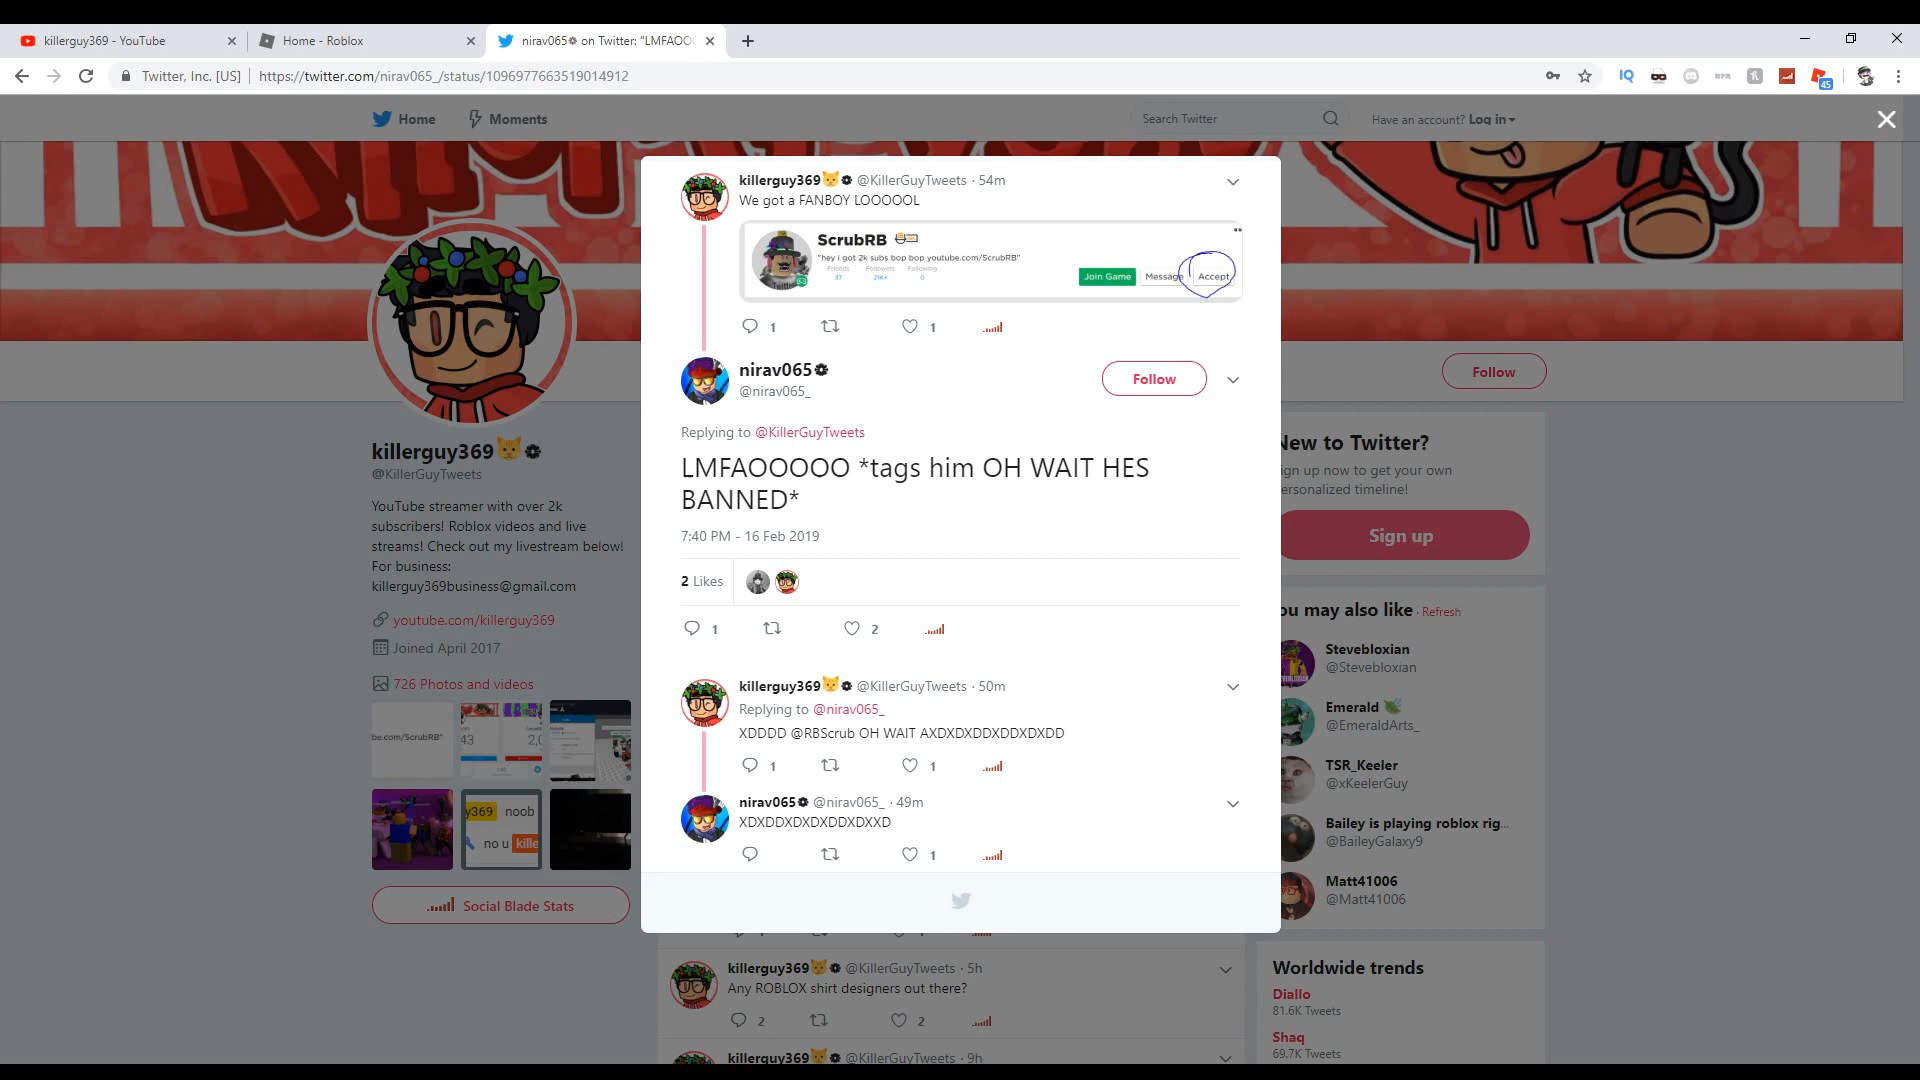 killerguy369 - YouTube
Home - Roblox
nirav065 on Twitter: "LMFAOO
Twitter, Inc. [US]
https://twitter.com/nirav065_/status/1096977663519014912
IQ
45
Home
Moments
Search Twitter
Have an account? Log in
killerguy369 @KillerGuyTweets · 54m
We got a FANBOY LOOOOOL
ScrubRB
"hey i got 2k subs bop bop youtube.com/ScrubRB"
Friends Followers Following
37 21K+ 0
Join Game Message Accept
1 1
nirav065
@nirav065_
Follow
Replying to @KillerGuyTweets
LMFAOOOOO *tags him OH WAIT HES
BANNED*
7:40 PM - 16 Feb 2019
2 Likes
1 2
killerguy369 @KillerGuyTweets · 50m
Replying to @nirav065_
XDDDD @RBScrub OH WAIT AXDXDXDDXDDXDXDD
1 1
nirav065 @nirav065_ · 49m
XDXDDXDXDXDDXDXXD
1
killerguy369
@KillerGuyTweets
YouTube streamer with over 2k
subscribers! Roblox videos and live
streams! Check out my livestream below!
For business:
killerguy369business@gmail.com
youtube.com/killerguy369
Joined April 2017
726 Photos and videos
be.com/ScrubRB"
43 2,0
y369 noob
no u kille
Social Blade Stats
Follow
New to Twitter?
ign up now to get your own
ersonalized timeline!
Sign up
ou may also like · Refresh
Stevebloxian
@Stevebloxian
Emerald
@EmeraldArts_
TSR_Keeler
@xKeelerGuy
Bailey is playing roblox rig...
@BaileyGalaxy9
Matt41006
@Matt41006
Worldwide trends
Diallo
81.6K Tweets
Shaq
69.7K Tweets
killerguy369 @KillerGuyTweets · 5h
Any ROBLOX shirt designers out there?
2 2
killerguy369 @KillerGuyTweets · 9h